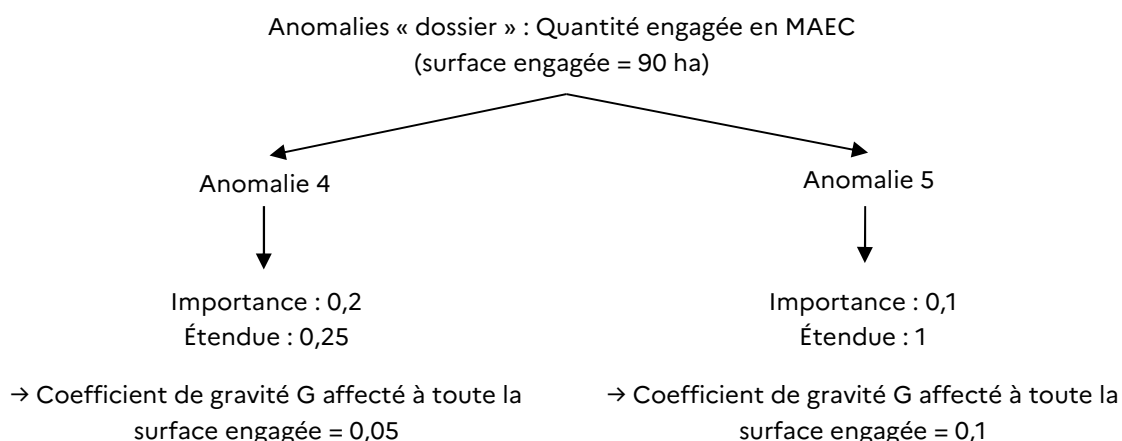 Anomalies « dossier » : Quantité engagée en MAEC
(surface engagée = 90 ha)
Anomalie 4
Anomalie 5
Importance : 0,2
Étendue : 0,25
Importance : 0,1
Étendue : 1
→ Coefficient de gravité G affecté à toute la
surface engagée = 0,05
→ Coefficient de gravité G affecté à toute la
surface engagée = 0,1